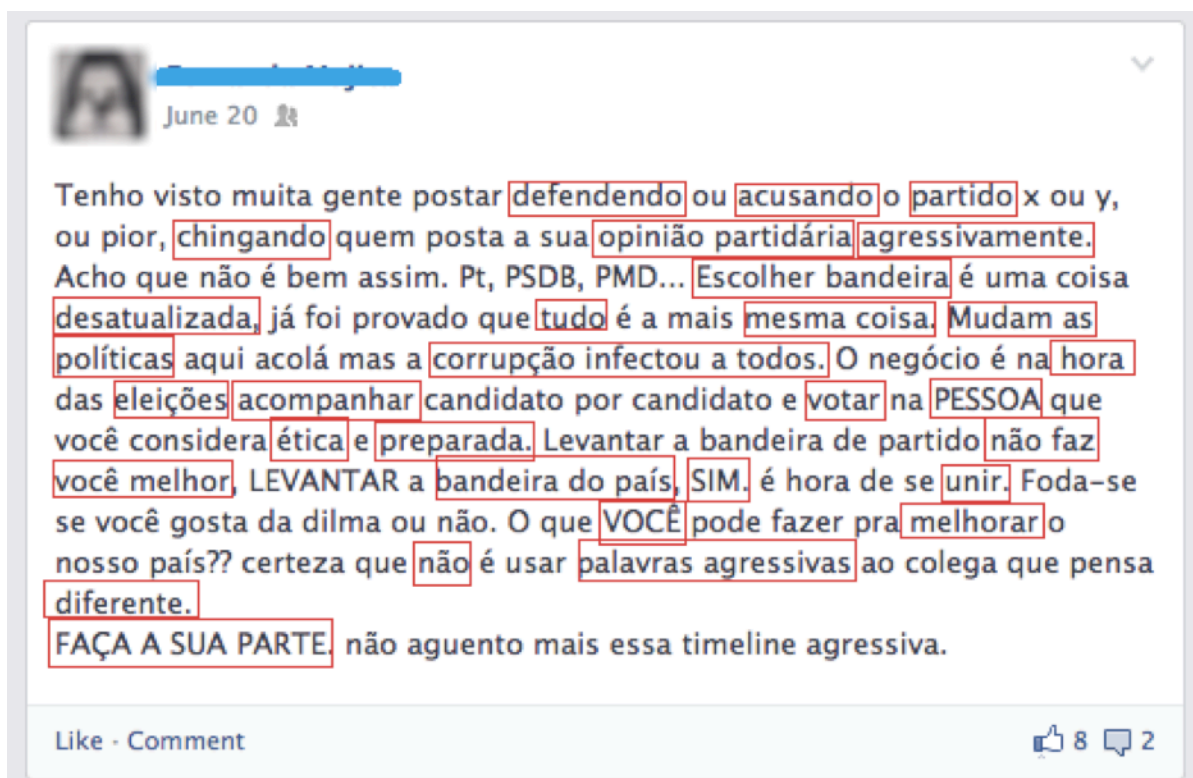 June 20
Tenho visto muita gente postar defendendo ou acusando o partido x ou y,
ou pior, chingando quem posta a sua opinião partidária agressivamente.
Acho que não é bem assim. Pt, PSDB, PMD... Escolher bandeira é uma coisa
desatualizada, já foi provado que tudo é a mais mesma coisa. Mudam as
políticas aqui acolá mas a corrupção infectou a todos. O negócio é na hora
das eleições acompanhar candidato por candidato e votar na PESSOA que
você considera ética e preparada. Levantar a bandeira de partido não faz
você melhor, LEVANTAR a bandeira do país, SIM. é hora de se unir. Foda-se
se você gosta da dilma ou não. O que VOCÊ pode fazer pra melhorar o
nosso país?? certeza que não é usar palavras agressivas ao colega que pensa
diferente.
FAÇA A SUA PARTE. não aguento mais essa timeline agressiva.
Like · Comment 8 2